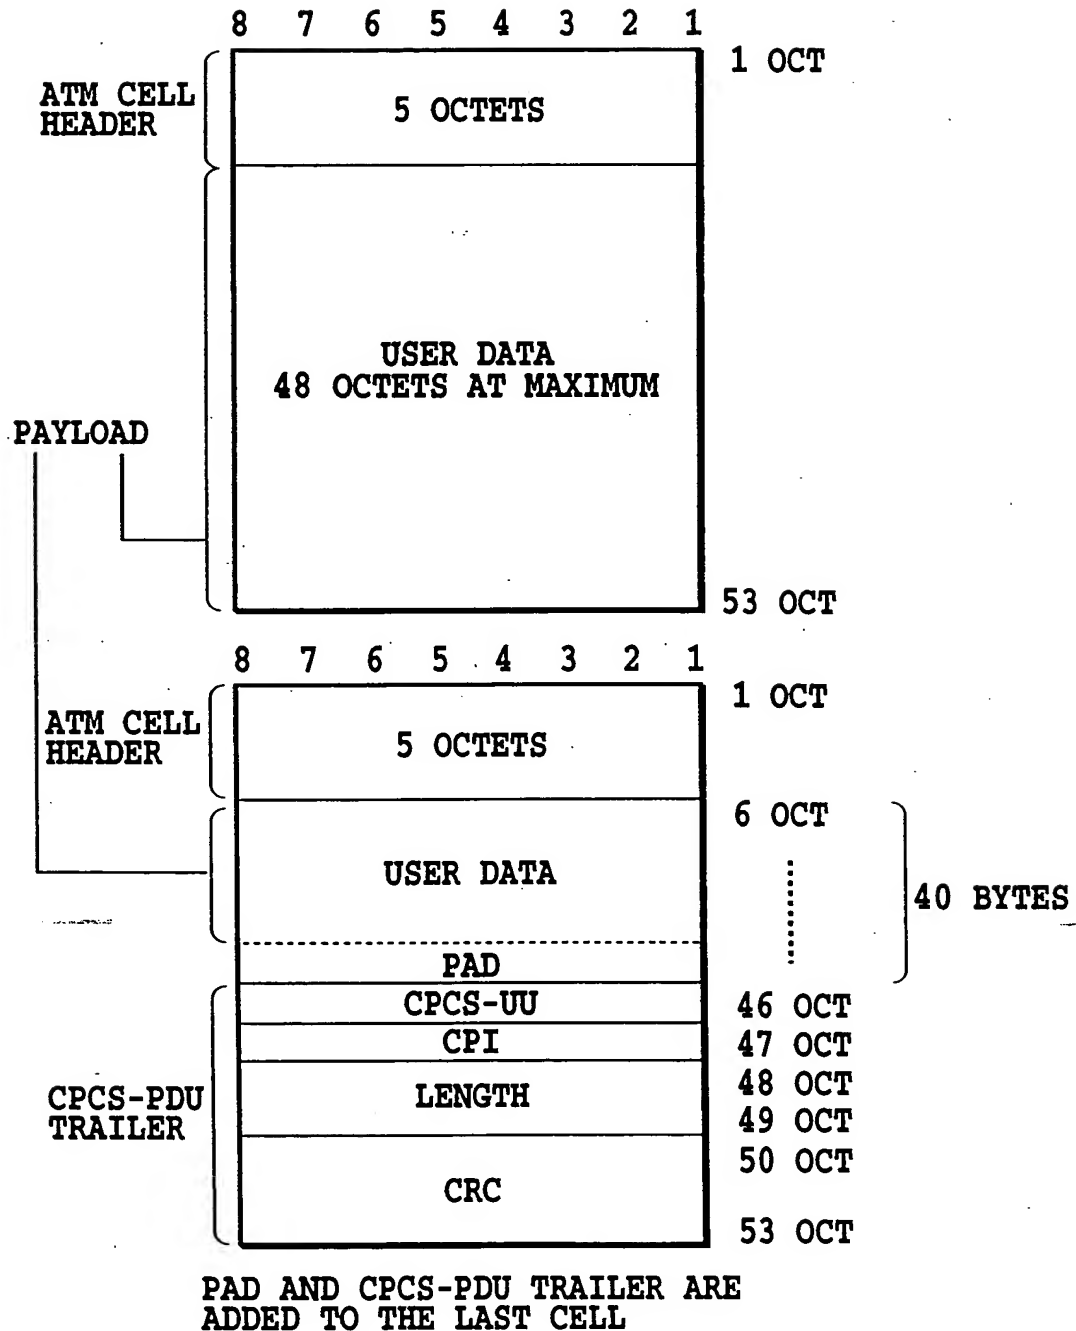 8 7 6 5 4 3 2 1
1 OCT
ATM CELL
HEADER
5 OCTETS
USER DATA
48 OCTETS AT MAXIMUM
PAYLOAD
53 OCT
8 7 6 5 4 3 2 1
1 OCT
ATM CELL
HEADER
5 OCTETS
6 OCT
USER DATA
40 BYTES
PAD
CPCS-UU
46 OCT
CPI
47 OCT
CPCS-PDU
TRAILER
LENGTH
48 OCT
49 OCT
50 OCT
CRC
53 OCT
PAD AND CPCS-PDU TRAILER ARE
ADDED TO THE LAST CELL